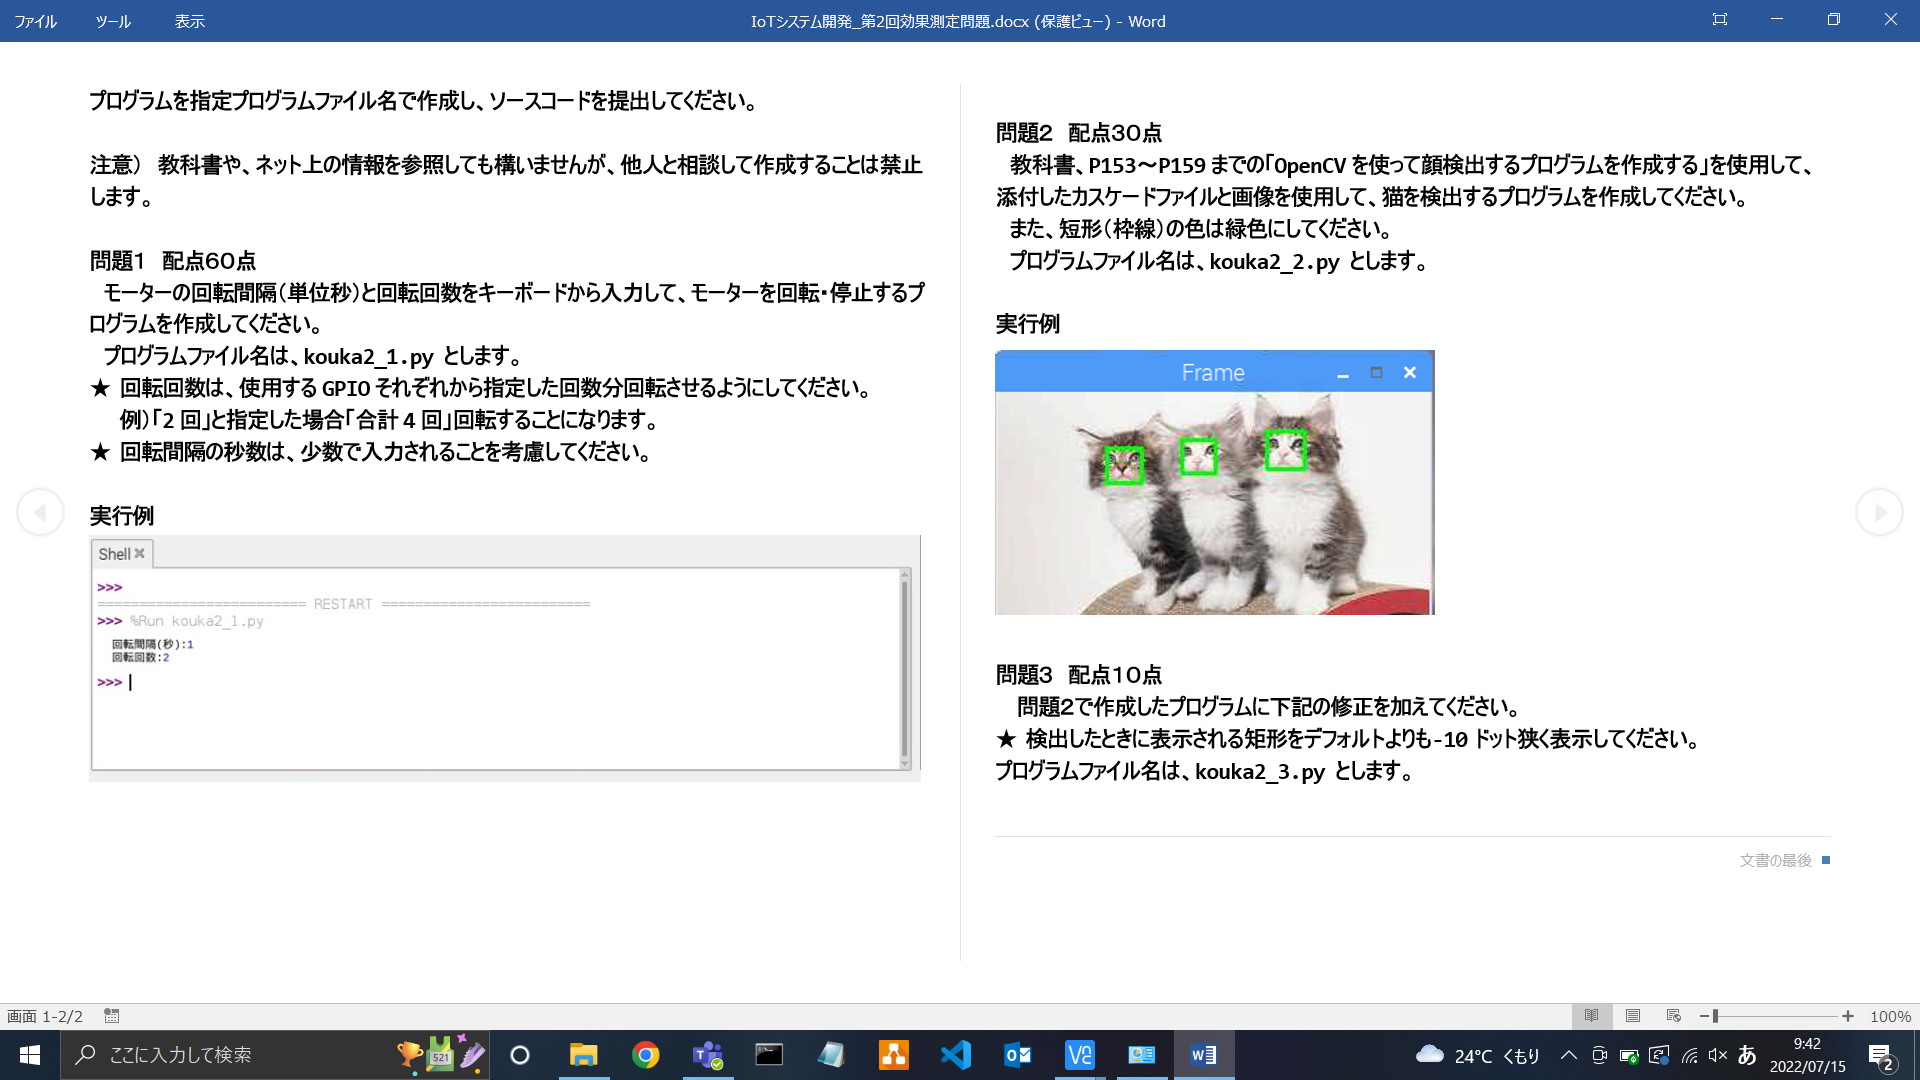 ファイル ツール 表示 IoTシステム開発_第2回効果測定問題.docx (保護ビュー) - Word
プログラムを指定プログラムファイル名で作成し、ソースコードを提出してください。
注意） 教科書や、ネット上の情報を参照しても構いませんが、他人と相談して作成することは禁止
します。
問題１ 配点６０点
モーターの回転間隔（単位秒）と回転回数をキーボードから入力して、モーターを回転・停止するプ
ログラムを作成してください。
プログラムファイル名は、kouka2_1.py とします。
★ 回転回数は、使用する GPIO それぞれから指定した回数分回転させるようにしてください。
例）「2 回」と指定した場合「合計 4 回」回転することになります。
★ 回転間隔の秒数は、少数で入力されることを考慮してください。
実行例
Shell
>>>
========================= RESTART =========================
>>> %Run kouka2_1.py
回転間隔(秒):1
回転回数:2
>>>
問題２ 配点３０点
教科書、P153～P159 までの「OpenCV を使って顔検出するプログラムを作成する」を使用して、
添付したカスケードファイルと画像を使用して、猫を検出するプログラムを作成してください。
また、短形（枠線）の色は緑色にしてください。
プログラムファイル名は、kouka2_2.py とします。
実行例
Frame
問題３ 配点１０点
問題２で作成したプログラムに下記の修正を加えてください。
★ 検出したときに表示される矩形をデフォルトよりも-10 ドット狭く表示してください。
プログラムファイル名は、kouka2_3.py とします。
文書の最後
画面 1-2/2 100%
ここに入力して検索 521 24°C くもり あ 9:42
2022/07/15 2